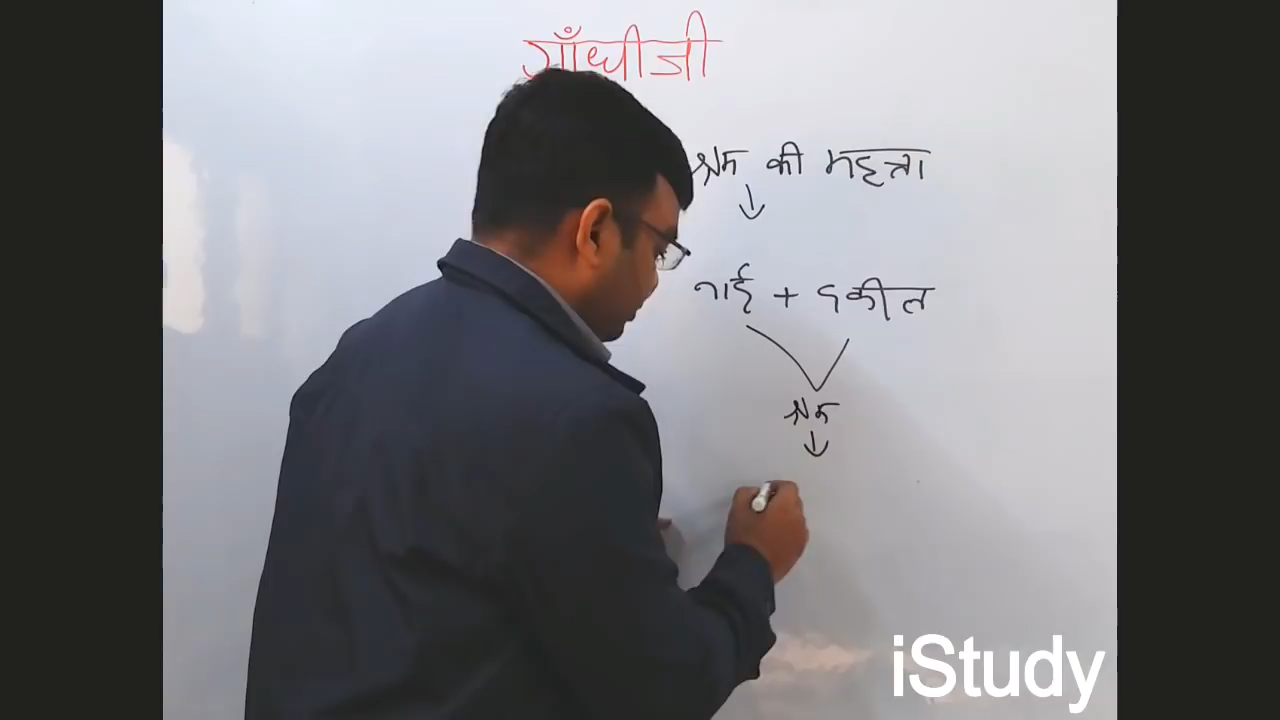 गाँधीजी
श्रम की महत्ता
नाई + वकील
श्रम
iStudy